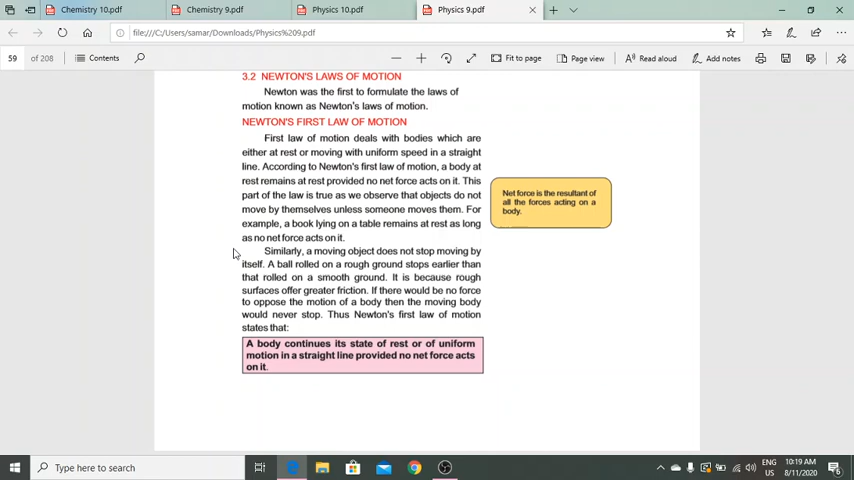 Chemistry 10.pdf
Chemistry 9.pdf
Physics 10.pdf
Physics 9.pdf
file:///C:/Users/samar/Downloads/Physics%209.pdf
59 of 208
Contents
Fit to page
Page view
Read aloud
Add notes
3.2 NEWTON'S LAWS OF MOTION
Newton was the first to formulate the laws of
motion known as Newton's laws of motion.
NEWTON'S FIRST LAW OF MOTION
First law of motion deals with bodies which are
either at rest or moving with uniform speed in a straight
line. According to Newton's first law of motion, a body at
rest remains at rest provided no net force acts on it. This
part of the law is true as we observe that objects do not
move by themselves unless someone moves them. For
example, a book lying on a table remains at rest as long
as no net force acts on it.
Net force is the resultant of
all the forces acting on a
body.
Similarly, a moving object does not stop moving by
itself. A ball rolled on a rough ground stops earlier than
that rolled on a smooth ground. It is because rough
surfaces offer greater friction. If there would be no force
to oppose the motion of a body then the moving body
would never stop. Thus Newton's first law of motion
states that:
A body continues its state of rest or of uniform
motion in a straight line provided no net force acts
on it.
Type here to search
ENG
US
10:19 AM
8/11/2020
6